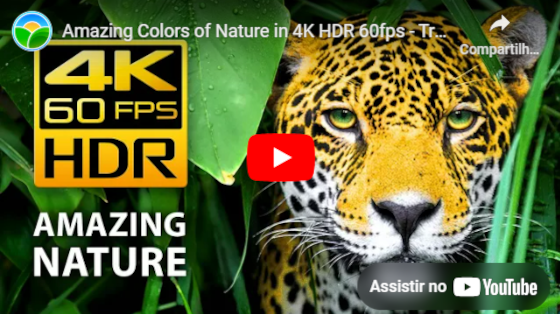 Amazing Colors of Nature in 4K HDR 60fps - Tr...
Compartilh...
4K
60 FPS
HDR
AMAZING
NATURE
Assistir no YouTube